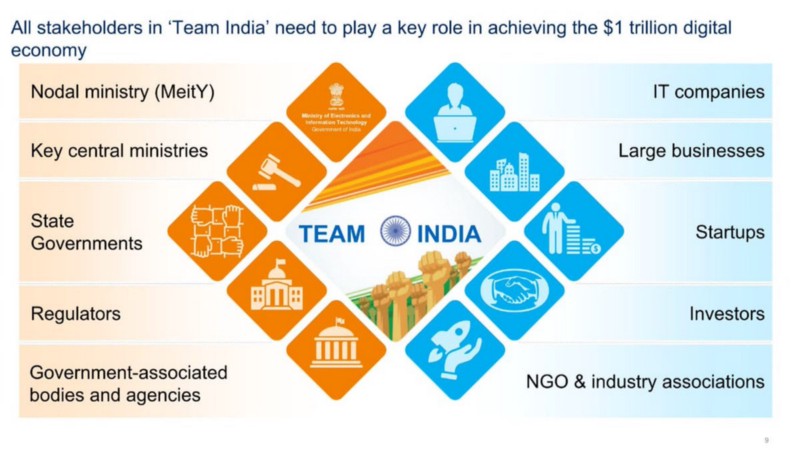 All stakeholders in ‘Team India’ need to play a key role in achieving the $1 trillion digital
economy
Nodal ministry (MeitY)
Ministry of Electronics and
Information Technology
Government of India
IT companies
Key central ministries
Large businesses
State
Governments
TEAM INDIA
Startups
Regulators
Investors
Government-associated
bodies and agencies
NGO & industry associations
9